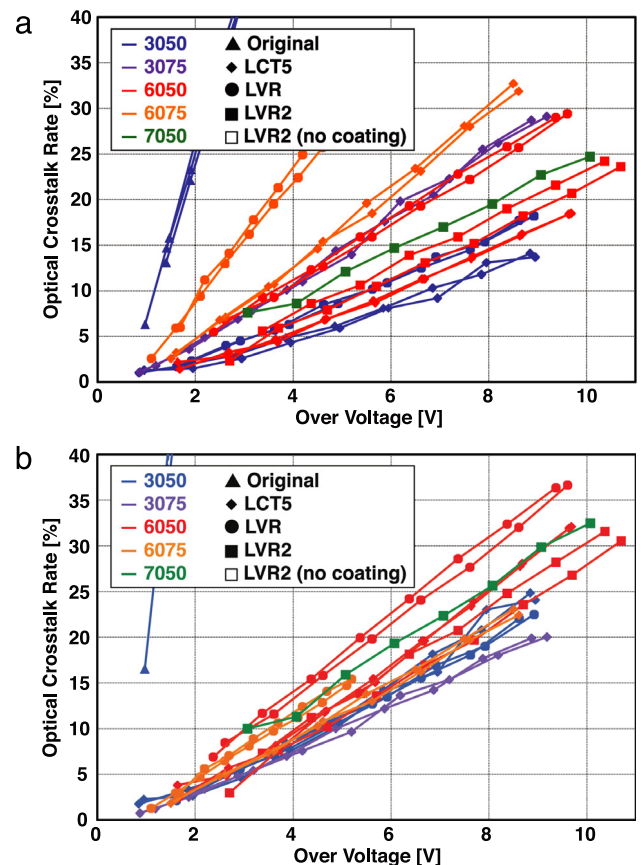 a
40
35
30
25
20
15
10
5
0
Optical Crosstalk Rate [%]
3050 Original
3075 LCT5
6050 LVR
6075 LVR2
7050 LVR2 (no coating)
0 2 4 6 8 10
Over Voltage [V]
b
40
35
30
25
20
15
10
5
0
Optical Crosstalk Rate [%]
3050 Original
3075 LCT5
6050 LVR
6075 LVR2
7050 LVR2 (no coating)
0 2 4 6 8 10
Over Voltage [V]